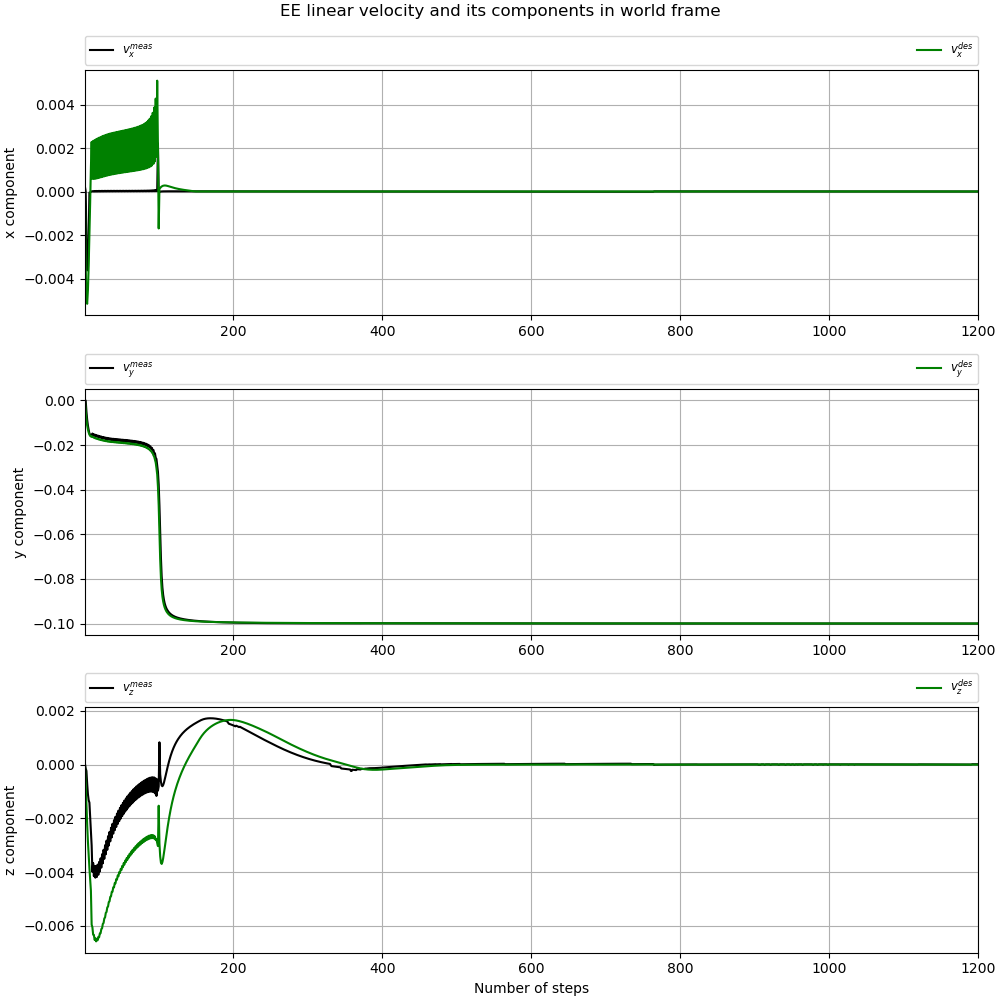 EE linear velocity and its components in world frame
v_x^meas v_x^des
0.004
0.002
0.000
−0.002
−0.004
x component
200 400 600 800 1000 1200
v_y^meas v_y^des
0.00
−0.02
−0.04
−0.06
−0.08
−0.10
y component
200 400 600 800 1000 1200
v_z^meas v_z^des
0.002
0.000
−0.002
−0.004
−0.006
z component
200 400 600 800 1000 1200
Number of steps